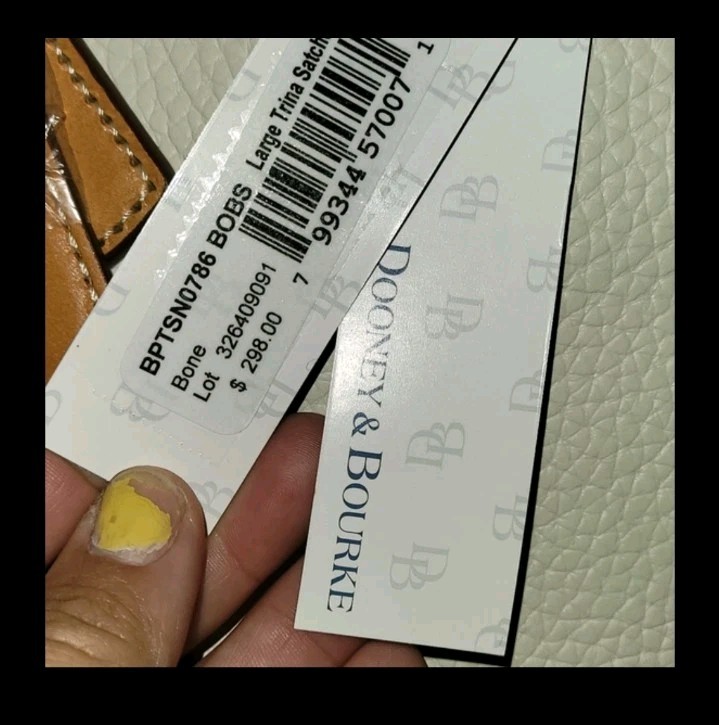 BPTSN0786 BOBS Large Trina Satch
Bone
Lot 326409091
$ 298.00
7 99344 57007 1
DOONEY & BOURKE